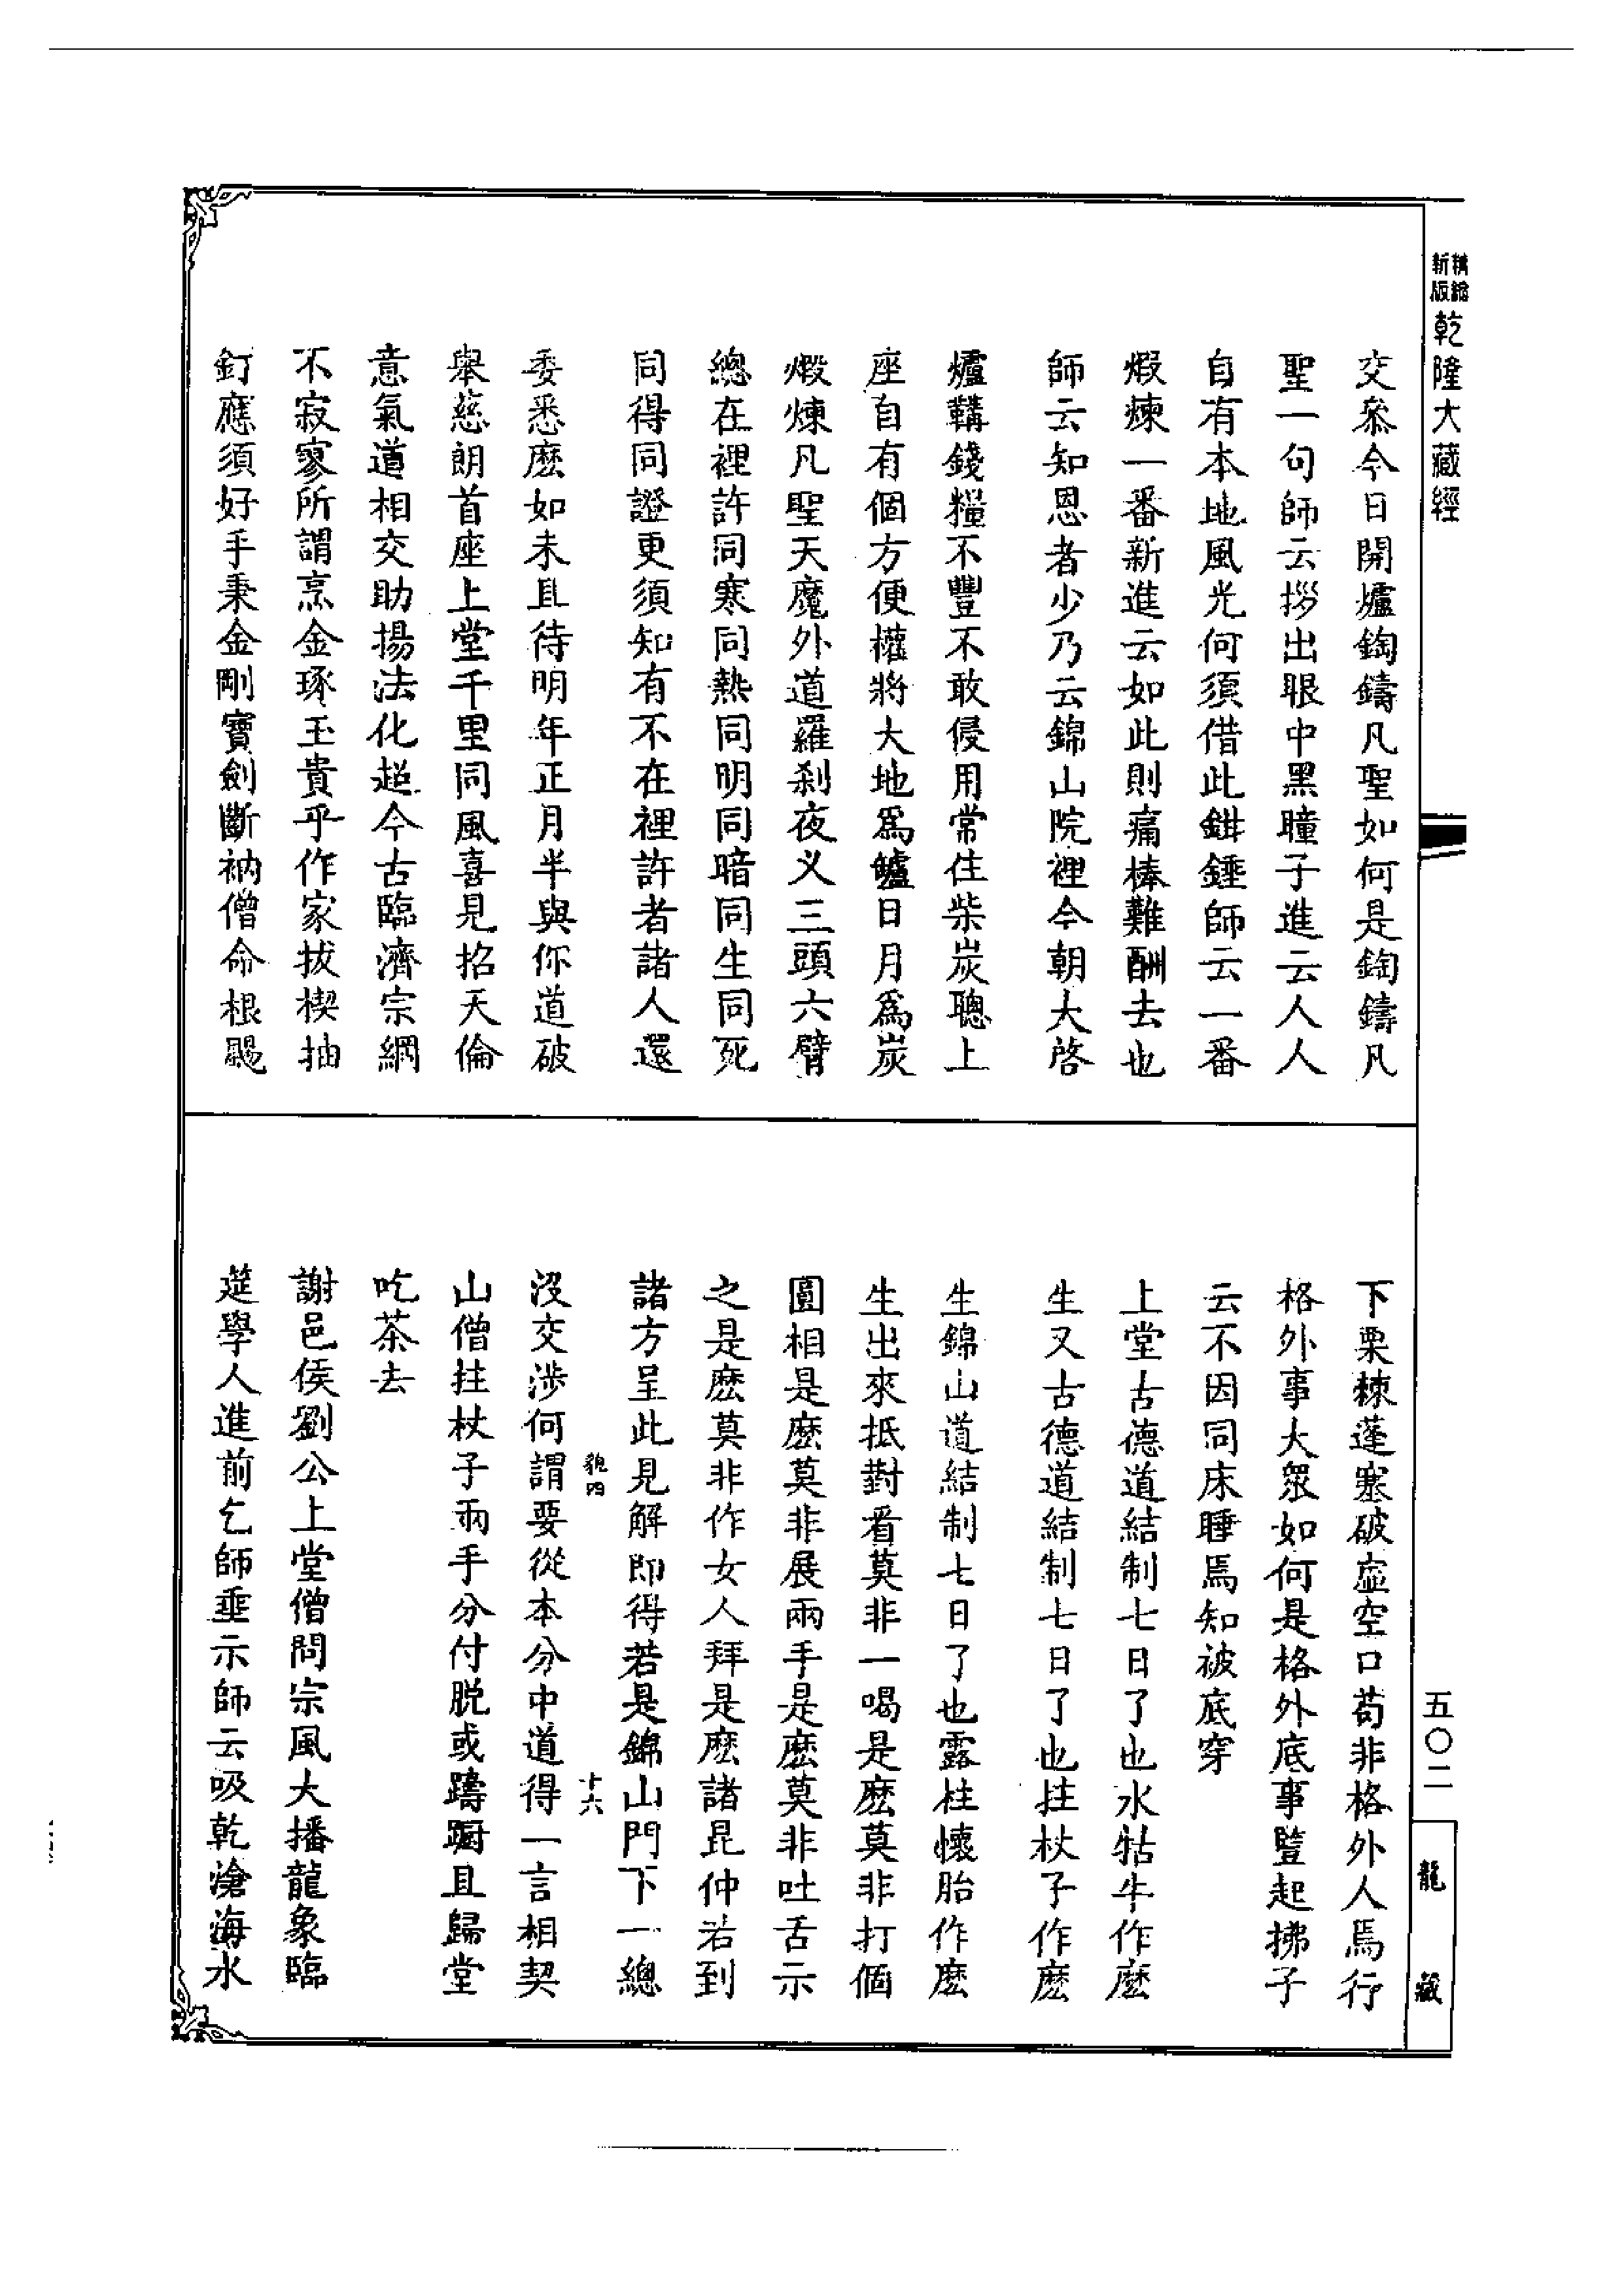 精縮新版乾隆大藏經
交叅今日開爐鋾鑄凡聖如何是鋾鑄凡
聖一句師云拶出眼中黑瞳子進云人人
自有本地風光何須借此鉗錘師云一番
煆煉一番新進云如此則痛棒難酬去也
師云知恩者少乃云錦山院裡今朝大啓
爐鞴錢糧不豐不敢侵用常住柴炭聰上
座自有個方便權將大地為鑪日月為炭
煅煉凡聖天魔外道羅刹夜义三頭六臂
總在裡許同寒同熱同明同暗同生同死
同得同證更須知有不在裡許者諸人還
委悉麽如未且待明年正月半與你道破
舉慈朗首座上堂千里同風喜見招天倫
意氣道相交助揚法化超今古臨濟宗綱
不寂寥所謂烹金琢玉貴乎作家拔楔抽
釘應須好手秉金剛寶劍斷衲僧命根颺
下栗棘蓬塞破虛空口苟非格外人焉行
格外事大眾如何是格外底事豎起拂子
云不因同床睡焉知被底穿
上堂古德道結制七日了也水牯牛作麽
生又古德道結制七日了也拄杖子作麽
生錦山道結制七日了也露柱懷胎作麽
生出來抵對看莫非一喝是麽莫非打個
圓相是麽莫非展兩手是麽莫非吐舌示
之是麽莫非作女人拜是麽諸昆仲若到
諸方呈此見解即得若是錦山門下一總
貌四
十六
沒交涉何謂要從本分中道得一言相契
山僧拄杖子兩手分付脫或躊躕且歸堂
吃茶去
謝邑侯劉公上堂僧問宗風大播龍象臨
筵學人進前乞師垂示師云吸乾滄海水
五〇二
龍藏